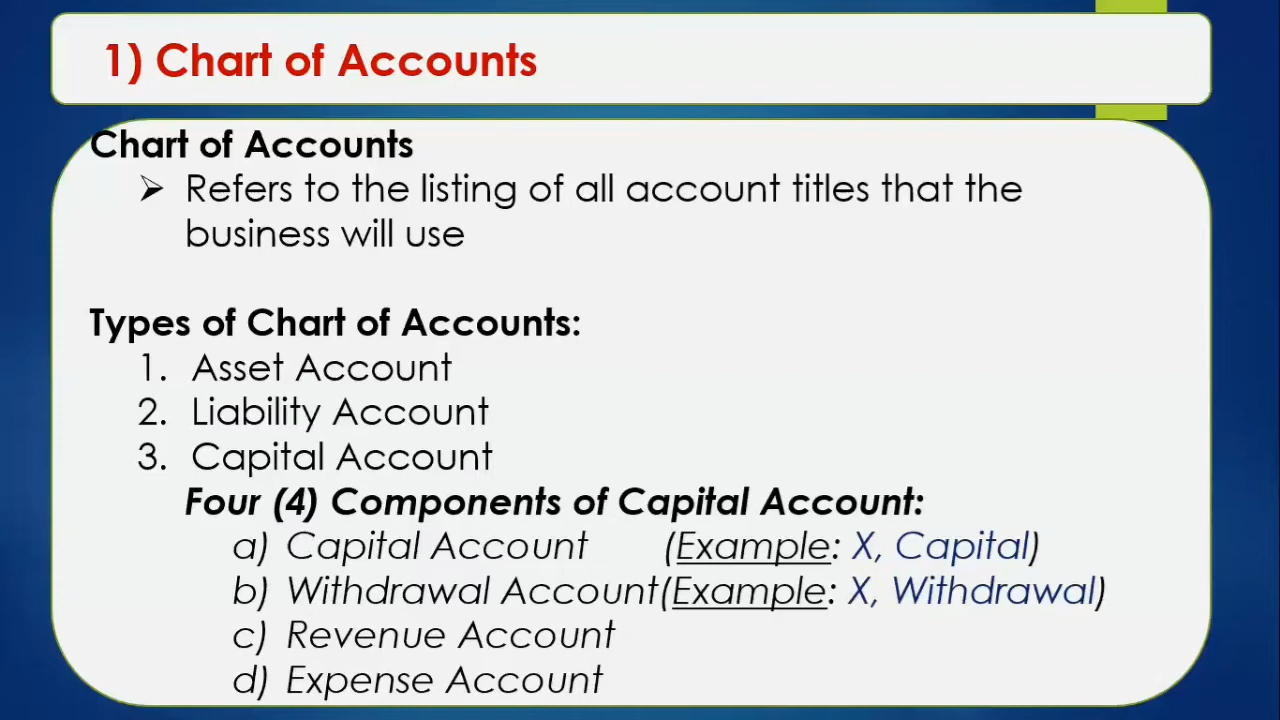 1) Chart of Accounts
Chart of Accounts
➢ Refers to the listing of all account titles that the
business will use
Types of Chart of Accounts:
1. Asset Account
2. Liability Account
3. Capital Account
Four (4) Components of Capital Account:
a) Capital Account (Example: X, Capital)
b) Withdrawal Account(Example: X, Withdrawal)
c) Revenue Account
d) Expense Account